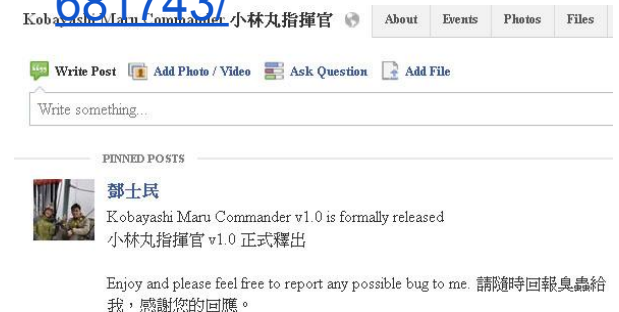 681743/
Kobayashi Maru Commander 小林丸指揮官 About Events Photos Files
Write Post Add Photo / Video Ask Question Add File
Write something...
PINNED POSTS
鄧士民
Kobayashi Maru Commander v1.0 is formally released
小林丸指揮官 v1.0 正式釋出
Enjoy and please feel free to report any possible bug to me. 請隨時回報臭蟲給
我，感謝您的回應。